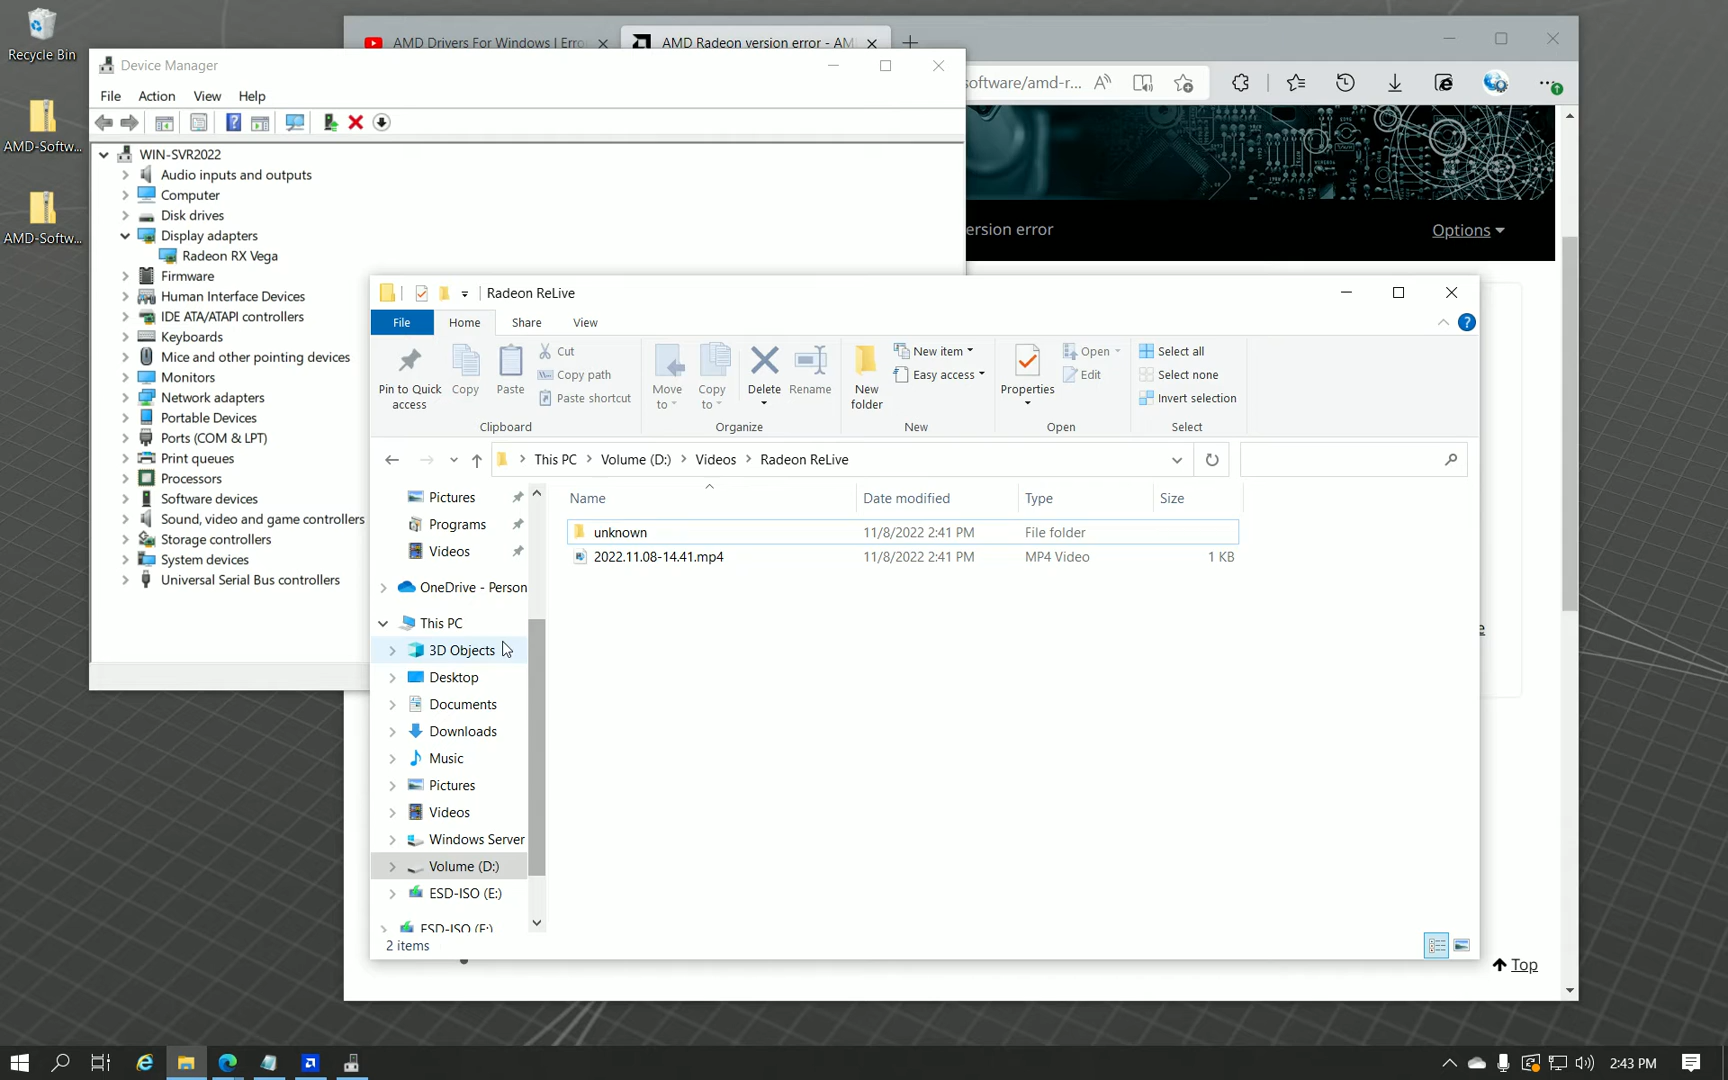 Recycle Bin
AMD-Softw...
AMD-Softw...
AMD Drivers For Windows | Erro
AMD Radeon version error - AM
software/amd-r...
ersion error
Options
Top
Device Manager
File Action View Help
WIN-SVR2022
Audio inputs and outputs
Computer
Disk drives
Display adapters
Radeon RX Vega
Firmware
Human Interface Devices
IDE ATA/ATAPI controllers
Keyboards
Mice and other pointing devices
Monitors
Network adapters
Portable Devices
Ports (COM & LPT)
Print queues
Processors
Software devices
Sound, video and game controllers
Storage controllers
System devices
Universal Serial Bus controllers
Radeon ReLive
File Home Share View
Pin to Quick access
Copy
Paste
Cut
Copy path
Paste shortcut
Clipboard
Move to
Copy to
Delete
Rename
Organize
New folder
New item
Easy access
New
Properties
Open
Edit
Open
Select all
Select none
Invert selection
Select
This PC > Volume (D:) > Videos > Radeon ReLive
Name Date modified Type Size
unknown 11/8/2022 2:41 PM File folder
2022.11.08-14.41.mp4 11/8/2022 2:41 PM MP4 Video 1 KB
Pictures
Programs
Videos
OneDrive - Person
This PC
3D Objects
Desktop
Documents
Downloads
Music
Pictures
Videos
Windows Server
Volume (D:)
ESD-ISO (E:)
ESD-ISO (E:)
2 items
2:43 PM